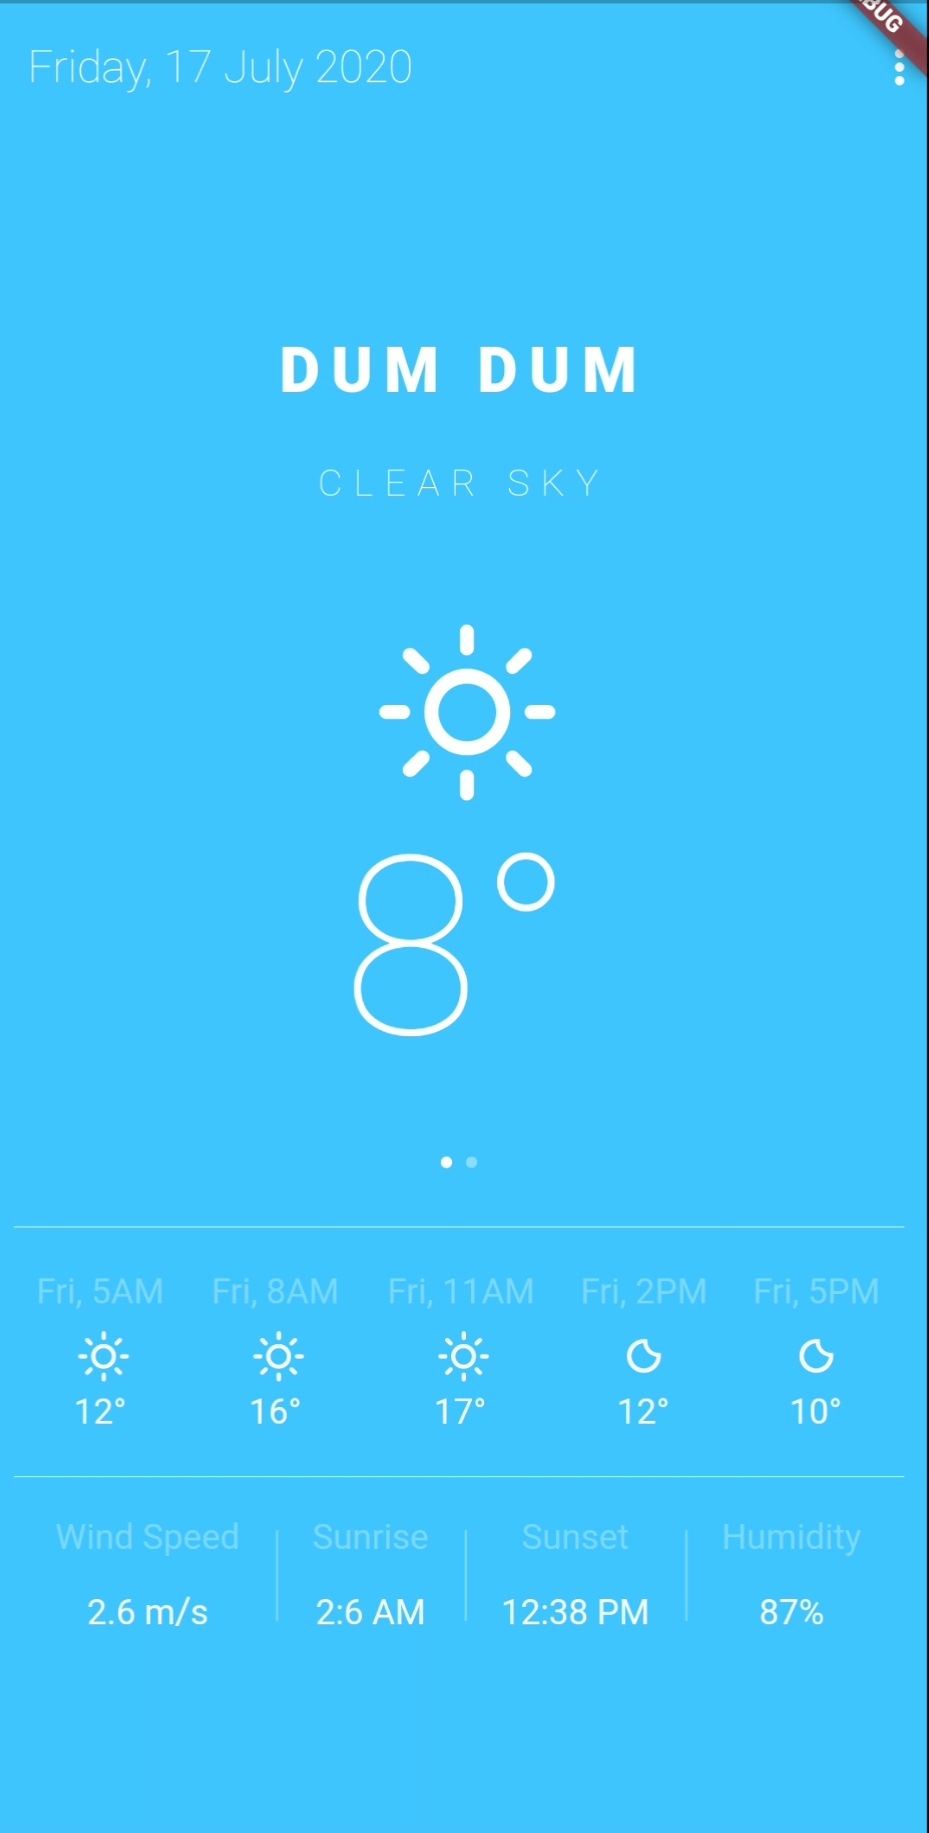 BUG
Friday, 17 July 2020
DUM DUM
CLEAR SKY
8°
Fri, 5AM Fri, 8AM Fri, 11AM Fri, 2PM Fri, 5PM
12° 16° 17° 12° 10°
Wind Speed Sunrise Sunset Humidity
2.6 m/s 2:6 AM 12:38 PM 87%